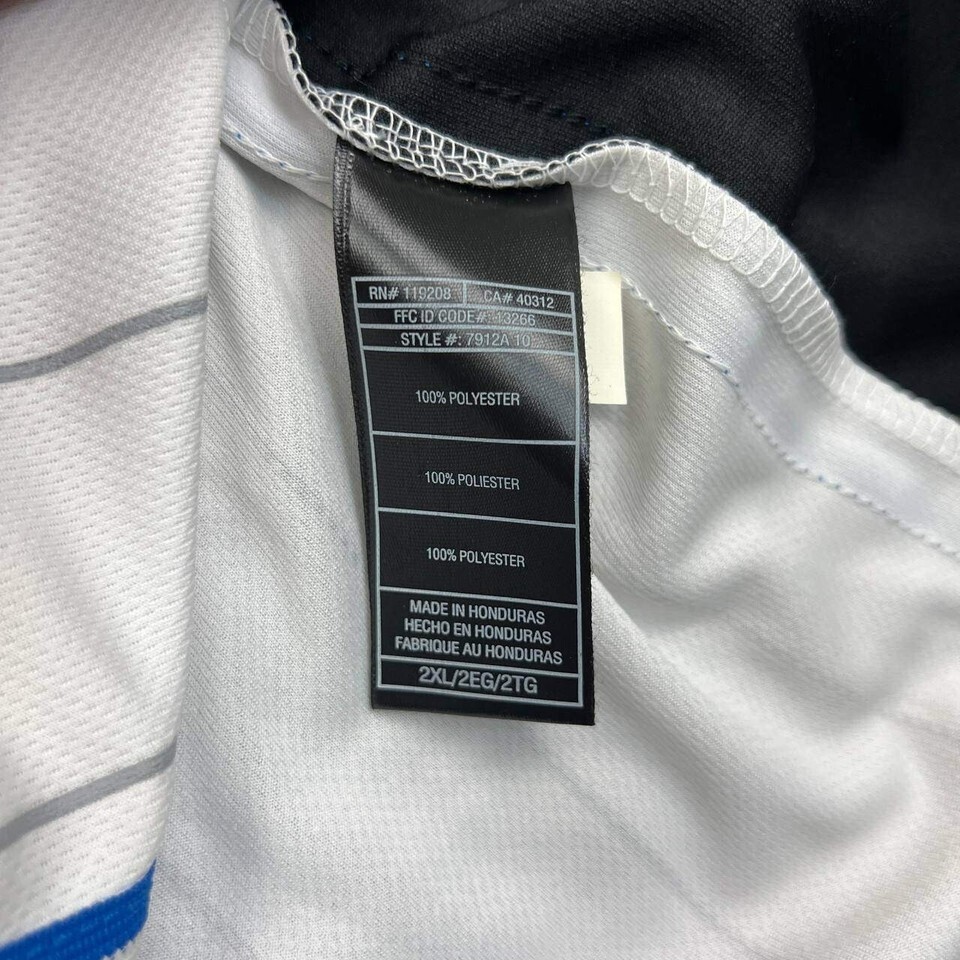 RN# 119208 CA# 40312
FFC ID CODE#: 13266
STYLE #: 7912A 10
100% POLYESTER
100% POLIESTER
100% POLYESTER
MADE IN HONDURAS
HECHO EN HONDURAS
FABRIQUE AU HONDURAS
2XL/2EG/2TG